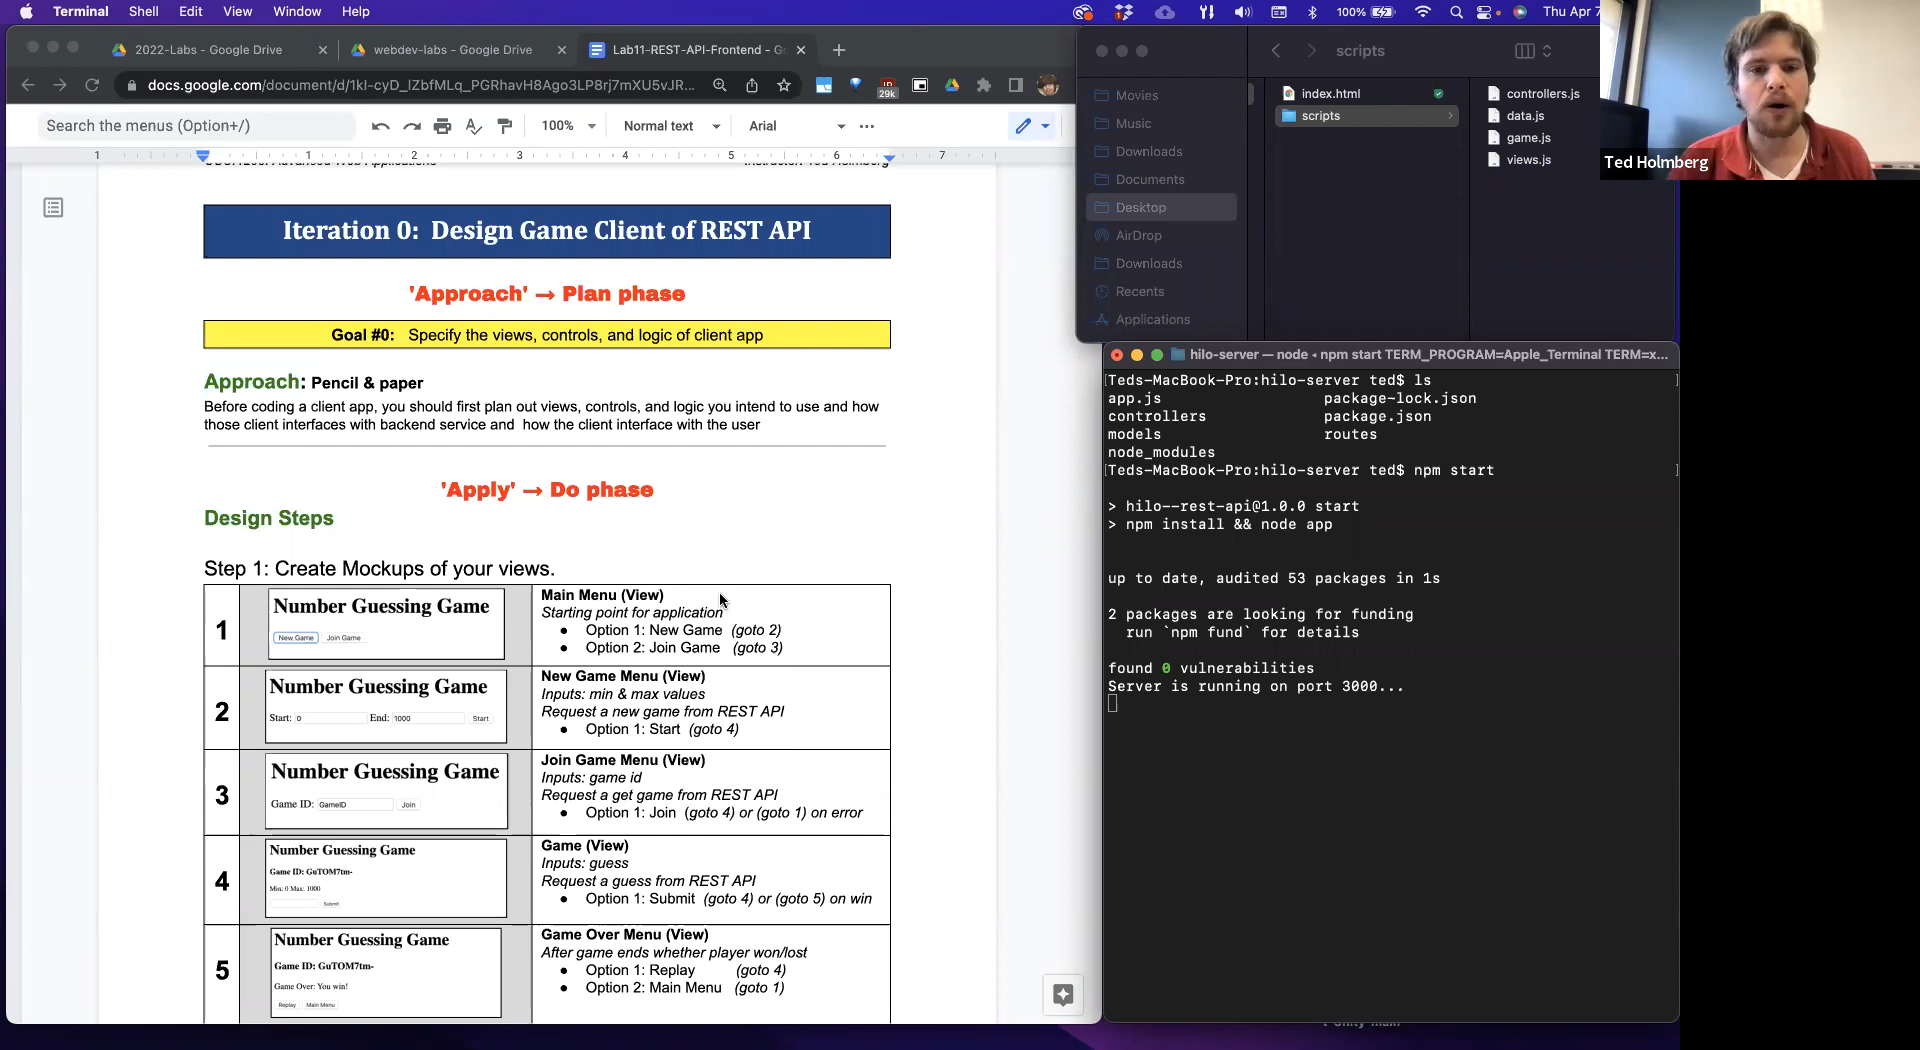 Terminal Shell Edit View Window Help
100% Thu Apr 7
2022-Labs - Google Drive
webdev-labs - Google Drive
Lab11-REST-API-Frontend - G
docs.google.com/document/d/1kI-cyD_IZbfMLq_PGRhavH8Ago3LP8rj7mXU5vJR...
29k
Search the menus (Option+/)
100% Normal text Arial
1 1 2 3 4 5 6 7
Iteration 0: Design Game Client of REST API
'Approach' → Plan phase
Goal #0: Specify the views, controls, and logic of client app
Approach: Pencil & paper
Before coding a client app, you should first plan out views, controls, and logic you intend to use and how
those client interfaces with backend service and how the client interface with the user
'Apply' → Do phase
Design Steps
Step 1: Create Mockups of your views.
1
Number Guessing Game
New Game Join Game
Main Menu (View)
Starting point for application
● Option 1: New Game (goto 2)
● Option 2: Join Game (goto 3)
2
Number Guessing Game
Start: 0 End: 1000 Start
New Game Menu (View)
Inputs: min & max values
Request a new game from REST API
● Option 1: Start (goto 4)
3
Number Guessing Game
Game ID: GameID Join
Join Game Menu (View)
Inputs: game id
Request a get game from REST API
● Option 1: Join (goto 4) or (goto 1) on error
4
Number Guessing Game
Game ID: GuTOM7tm-
Min: 0 Max: 1000
Submit
Game (View)
Inputs: guess
Request a guess from REST API
● Option 1: Submit (goto 4) or (goto 5) on win
5
Number Guessing Game
Game ID: GuTOM7tm-
Game Over: You win!
Replay Main Menu
Game Over Menu (View)
After game ends whether player won/lost
● Option 1: Replay (goto 4)
● Option 2: Main Menu (goto 1)
scripts
Movies
Music
Downloads
Documents
Desktop
AirDrop
Downloads
Recents
Applications
index.html
scripts
controllers.js
data.js
game.js
views.js
Ted Holmberg
hilo-server — node ◂ npm start TERM_PROGRAM=Apple_Terminal TERM=x...
[Teds-MacBook-Pro:hilo-server ted$ ls ]
app.js package-lock.json
controllers package.json
models routes
node_modules
[Teds-MacBook-Pro:hilo-server ted$ npm start ]
> hilo--rest-api@1.0.0 start
> npm install && node app
up to date, audited 53 packages in 1s
2 packages are looking for funding
run `npm fund` for details
found 0 vulnerabilities
Server is running on port 3000...